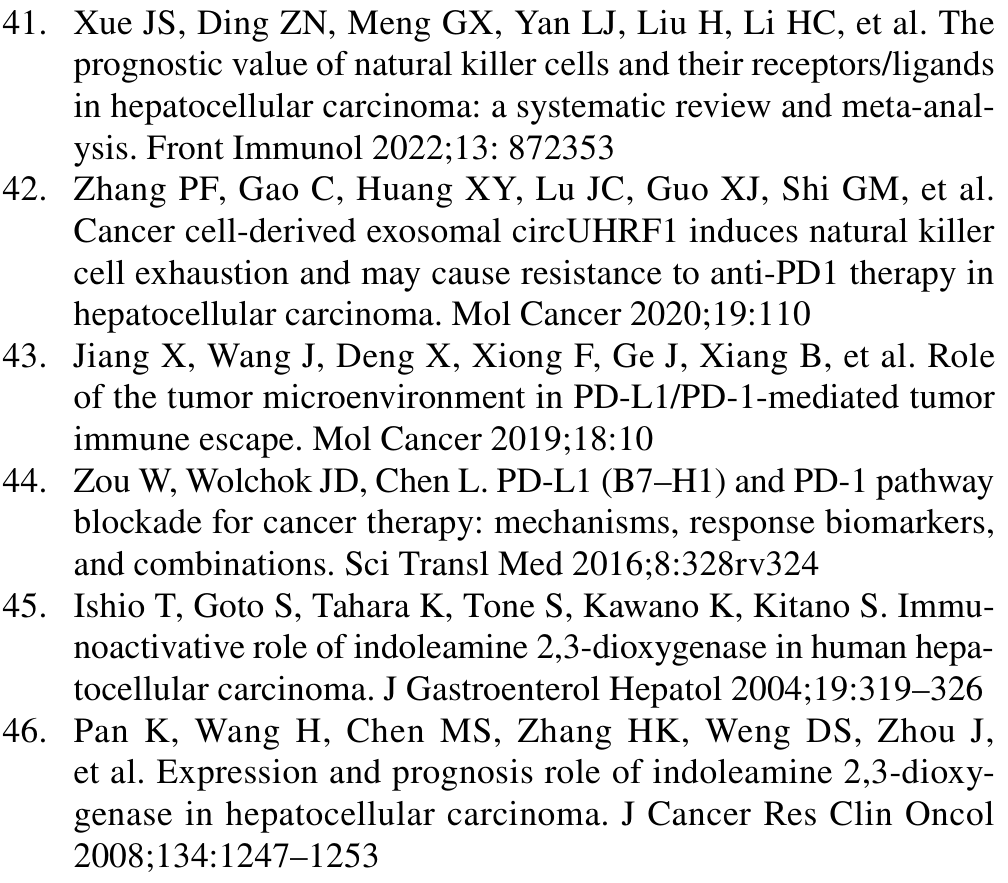 41. Xue JS, Ding ZN, Meng GX, Yan LJ, Liu H, Li HC, et al. The
prognostic value of natural killer cells and their receptors/ligands
in hepatocellular carcinoma: a systematic review and meta-anal-
ysis. Front Immunol 2022;13: 872353
42. Zhang PF, Gao C, Huang XY, Lu JC, Guo XJ, Shi GM, et al.
Cancer cell-derived exosomal circUHRF1 induces natural killer
cell exhaustion and may cause resistance to anti-PD1 therapy in
hepatocellular carcinoma. Mol Cancer 2020;19:110
43. Jiang X, Wang J, Deng X, Xiong F, Ge J, Xiang B, et al. Role
of the tumor microenvironment in PD-L1/PD-1-mediated tumor
immune escape. Mol Cancer 2019;18:10
44. Zou W, Wolchok JD, Chen L. PD-L1 (B7–H1) and PD-1 pathway
blockade for cancer therapy: mechanisms, response biomarkers,
and combinations. Sci Transl Med 2016;8:328rv324
45. Ishio T, Goto S, Tahara K, Tone S, Kawano K, Kitano S. Immu-
noactivative role of indoleamine 2,3-dioxygenase in human hepa-
tocellular carcinoma. J Gastroenterol Hepatol 2004;19:319–326
46. Pan K, Wang H, Chen MS, Zhang HK, Weng DS, Zhou J,
et al. Expression and prognosis role of indoleamine 2,3-dioxy-
genase in hepatocellular carcinoma. J Cancer Res Clin Oncol
2008;134:1247–1253